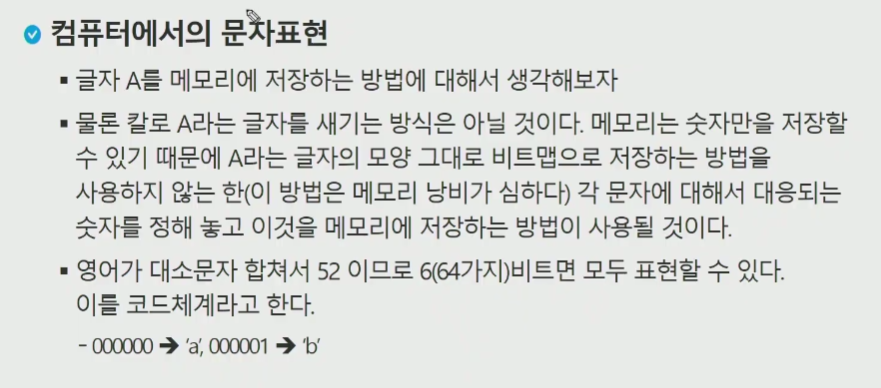 컴퓨터에서의 문자표현
▪ 글자 A를 메모리에 저장하는 방법에 대해서 생각해보자
▪ 물론 칼로 A라는 글자를 새기는 방식은 아닐 것이다. 메모리는 숫자만을 저장할
수 있기 때문에 A라는 글자의 모양 그대로 비트맵으로 저장하는 방법을
사용하지 않는 한(이 방법은 메모리 낭비가 심하다) 각 문자에 대해서 대응되는
숫자를 정해 놓고 이것을 메모리에 저장하는 방법이 사용될 것이다.
▪ 영어가 대소문자 합쳐서 52 이므로 6(64가지)비트면 모두 표현할 수 있다.
이를 코드체계라고 한다.
- 000000 ➔ 'a', 000001 ➔ 'b'